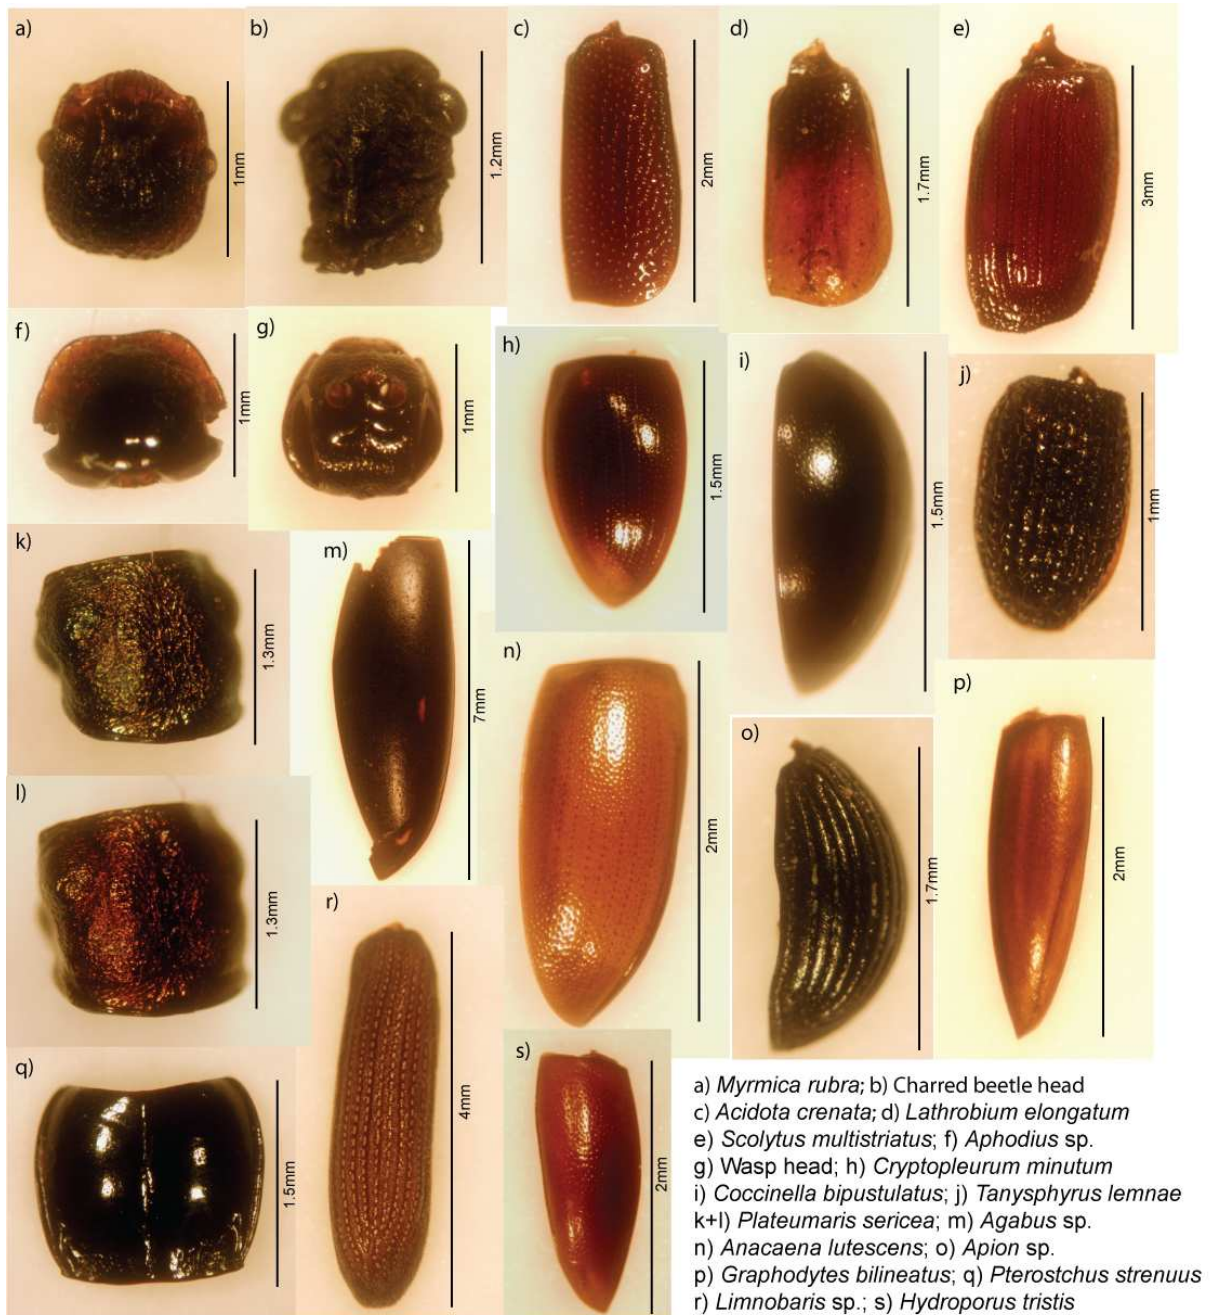 a)
b)
c)
d)
e)
1mm
1.2mm
2mm
1.7mm
3mm
f)
g)
h)
i)
j)
1mm
1mm
1.5mm
1.5mm
1mm
k)
m)
n)
o)
p)
1.3mm
7mm
2mm
1.7mm
2mm
l)
1.3mm
q)
r)
s)
1.5mm
4mm
2mm
a) Myrmica rubra; b) Charred beetle head
c) Acidota crenata; d) Lathrobium elongatum
e) Scolytus multistriatus; f) Aphodius sp.
g) Wasp head; h) Cryptopleurum minutum
i) Coccinella bipustulatus; j) Tanysphyrus lemnae
k+l) Plateumaris sericea; m) Agabus sp.
n) Anacaena lutescens; o) Apion sp.
p) Graphodytes bilineatus; q) Pterostchus strenuus
r) Limnobaris sp.; s) Hydroporus tristis